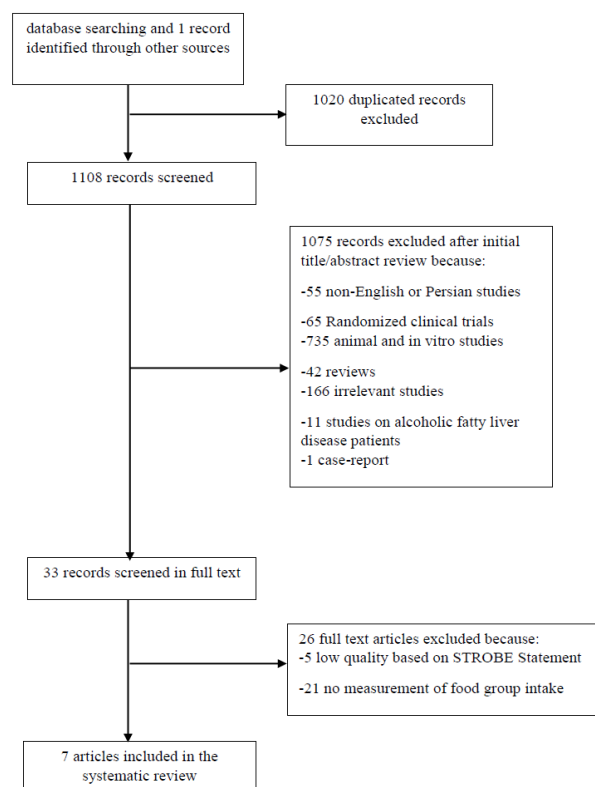 database searching and 1 record
identified through other sources
1020 duplicated records
excluded
1108 records screened
1075 records excluded after initial
title/abstract review because:
-55 non-English or Persian studies
-65 Randomized clinical trials
-735 animal and in vitro studies
-42 reviews
-166 irrelevant studies
-11 studies on alcoholic fatty liver
disease patients
-1 case-report
33 records screened in full text
26 full text articles excluded because:
-5 low quality based on STROBE Statement
-21 no measurement of food group intake
7 articles included in the
systematic review